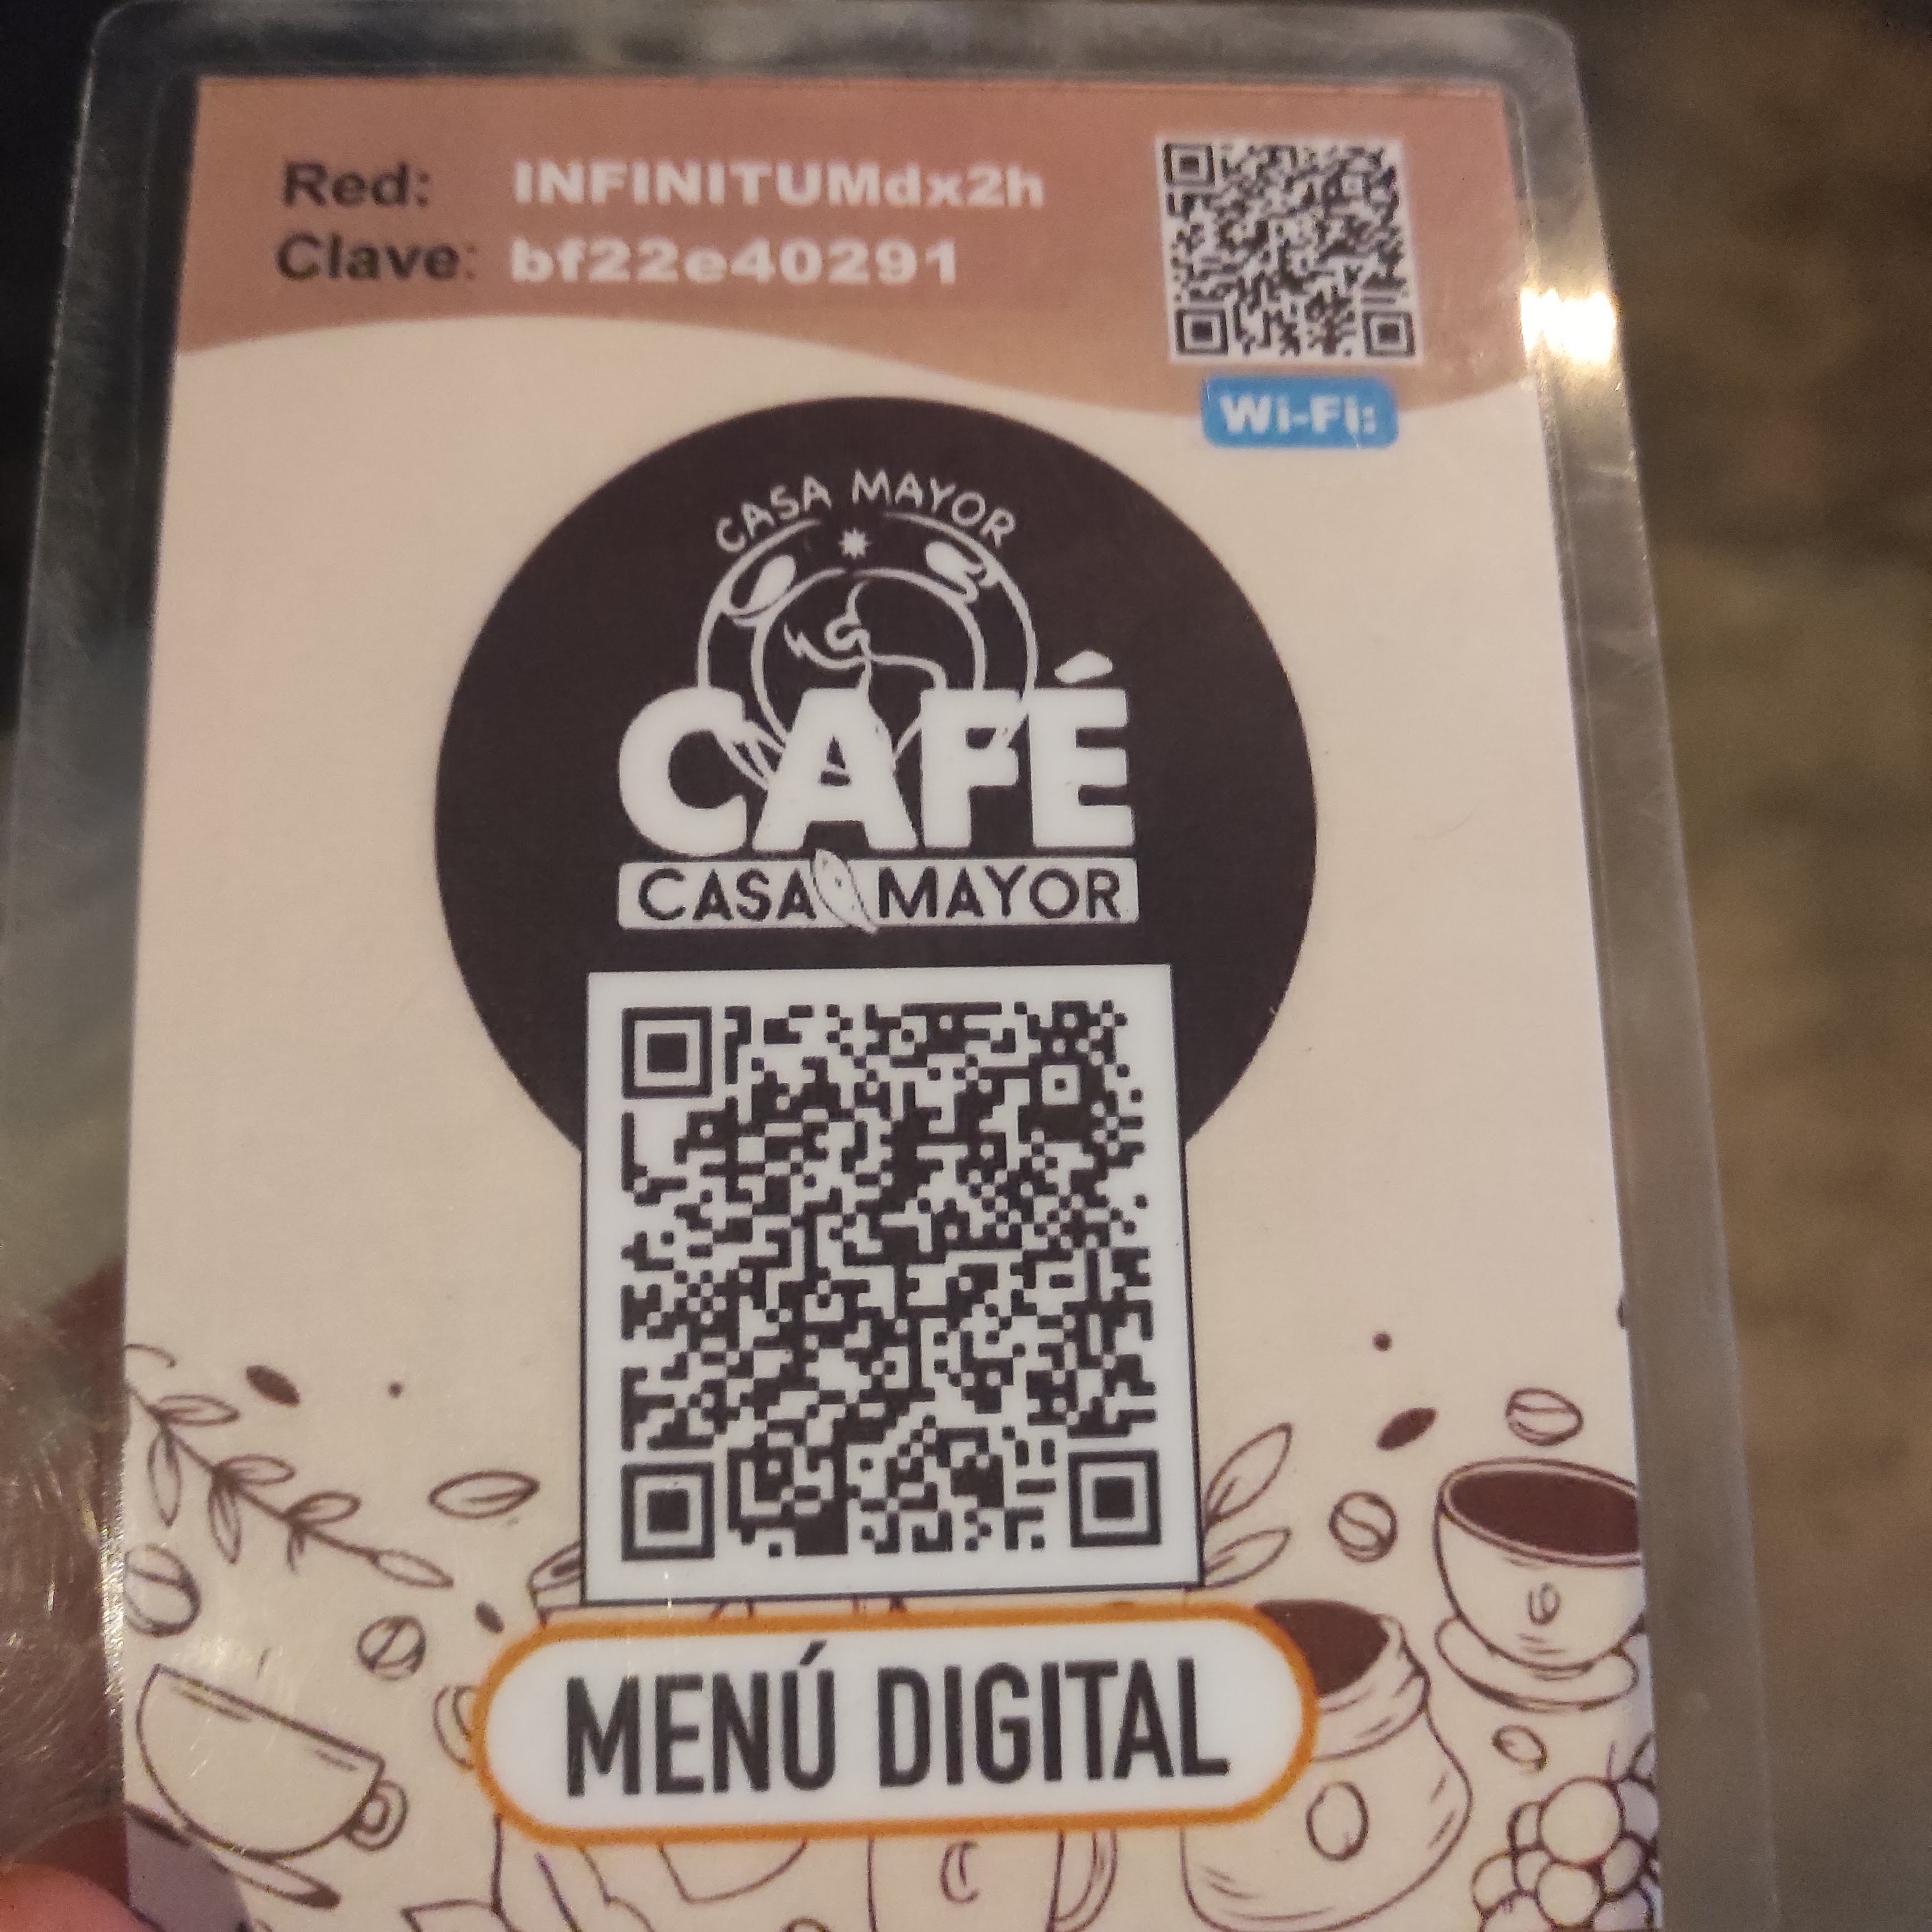 Red: INFINITUMdx2h
Clave: bf22e40291
Wi-Fi:
CASA MAYOR
CAFÉ
CASA MAYOR
MENÚ DIGITAL